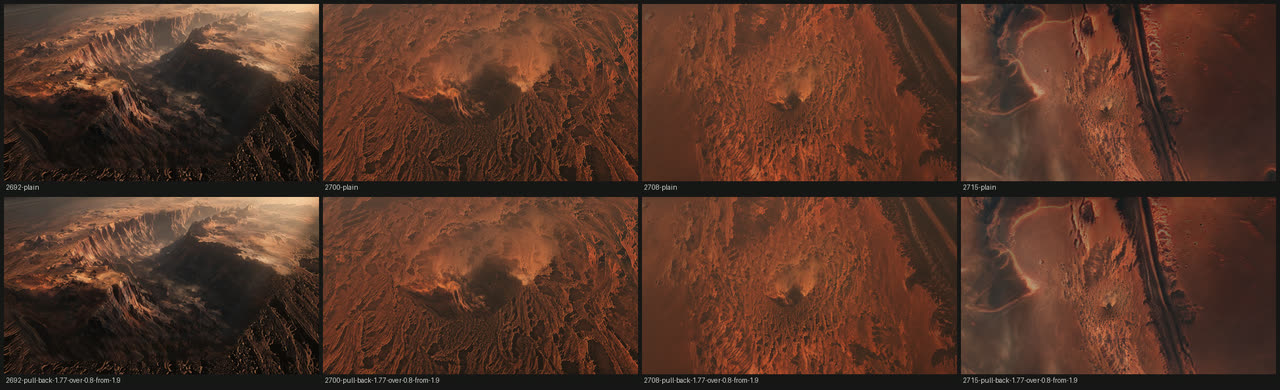 2692-plain
2700-plain
2708-plain
2715-plain
2692-pull-back-1.77-over-0.8-from-1.9
2700-pull-back-1.77-over-0.8-from-1.9
2708-pull-back-1.77-over-0.8-from-1.9
2715-pull-back-1.77-over-0.8-from-1.9